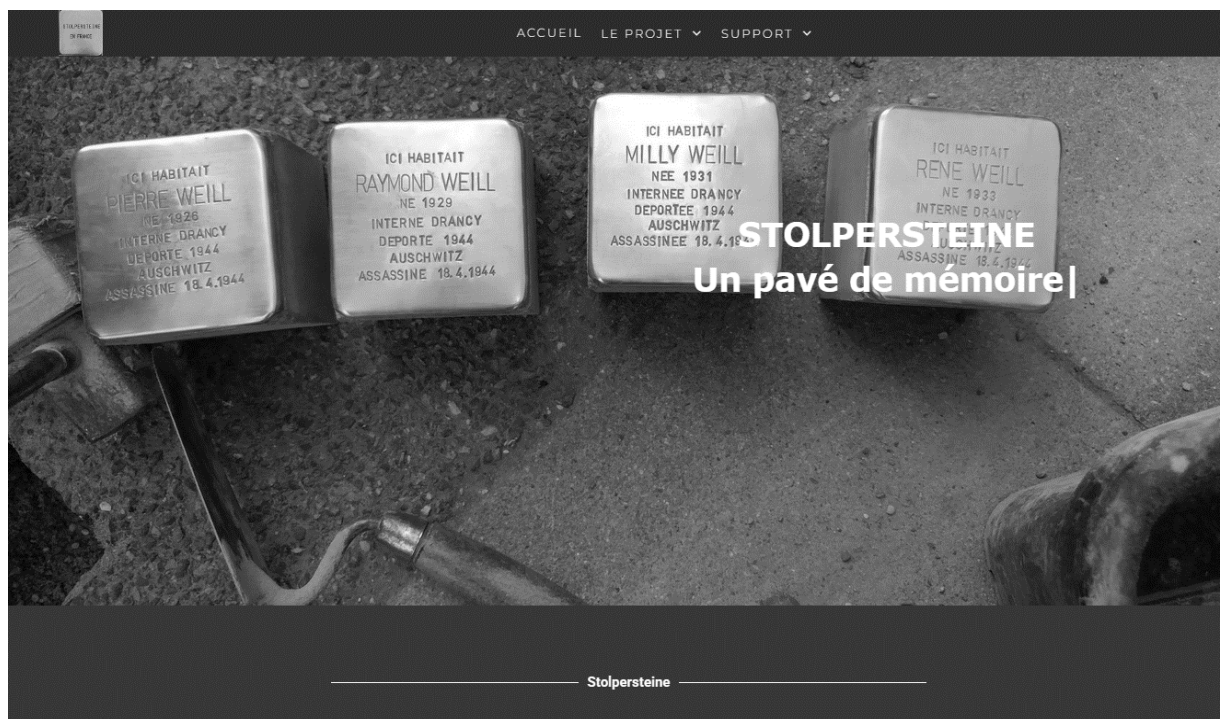 STOLPERSTEINE
EN FRANCE
ACCUEIL
LE PROJET
SUPPORT
ICI HABITAIT
PIERRE WEILL
NE 1926
INTERNE DRANCY
DEPORTE 1944
AUSCHWITZ
ASSASSINE 18.4.1944
ICI HABITAIT
RAYMOND WEILL
NE 1929
INTERNE DRANCY
DEPORTE 1944
AUSCHWITZ
ASSASSINE 18.4.1944
ICI HABITAIT
MILLY WEILL
NEE 1931
INTERNEE DRANCY
DEPORTEE 1944
AUSCHWITZ
ASSASSINEE 18.4.19
ICI HABITAIT
RENE WEILL
NE 1933
INTERNE DRANCY
ASSASSINE 18.4.1944
STOLPERSTEINE
Un pavé de mémoire|
Stolpersteine